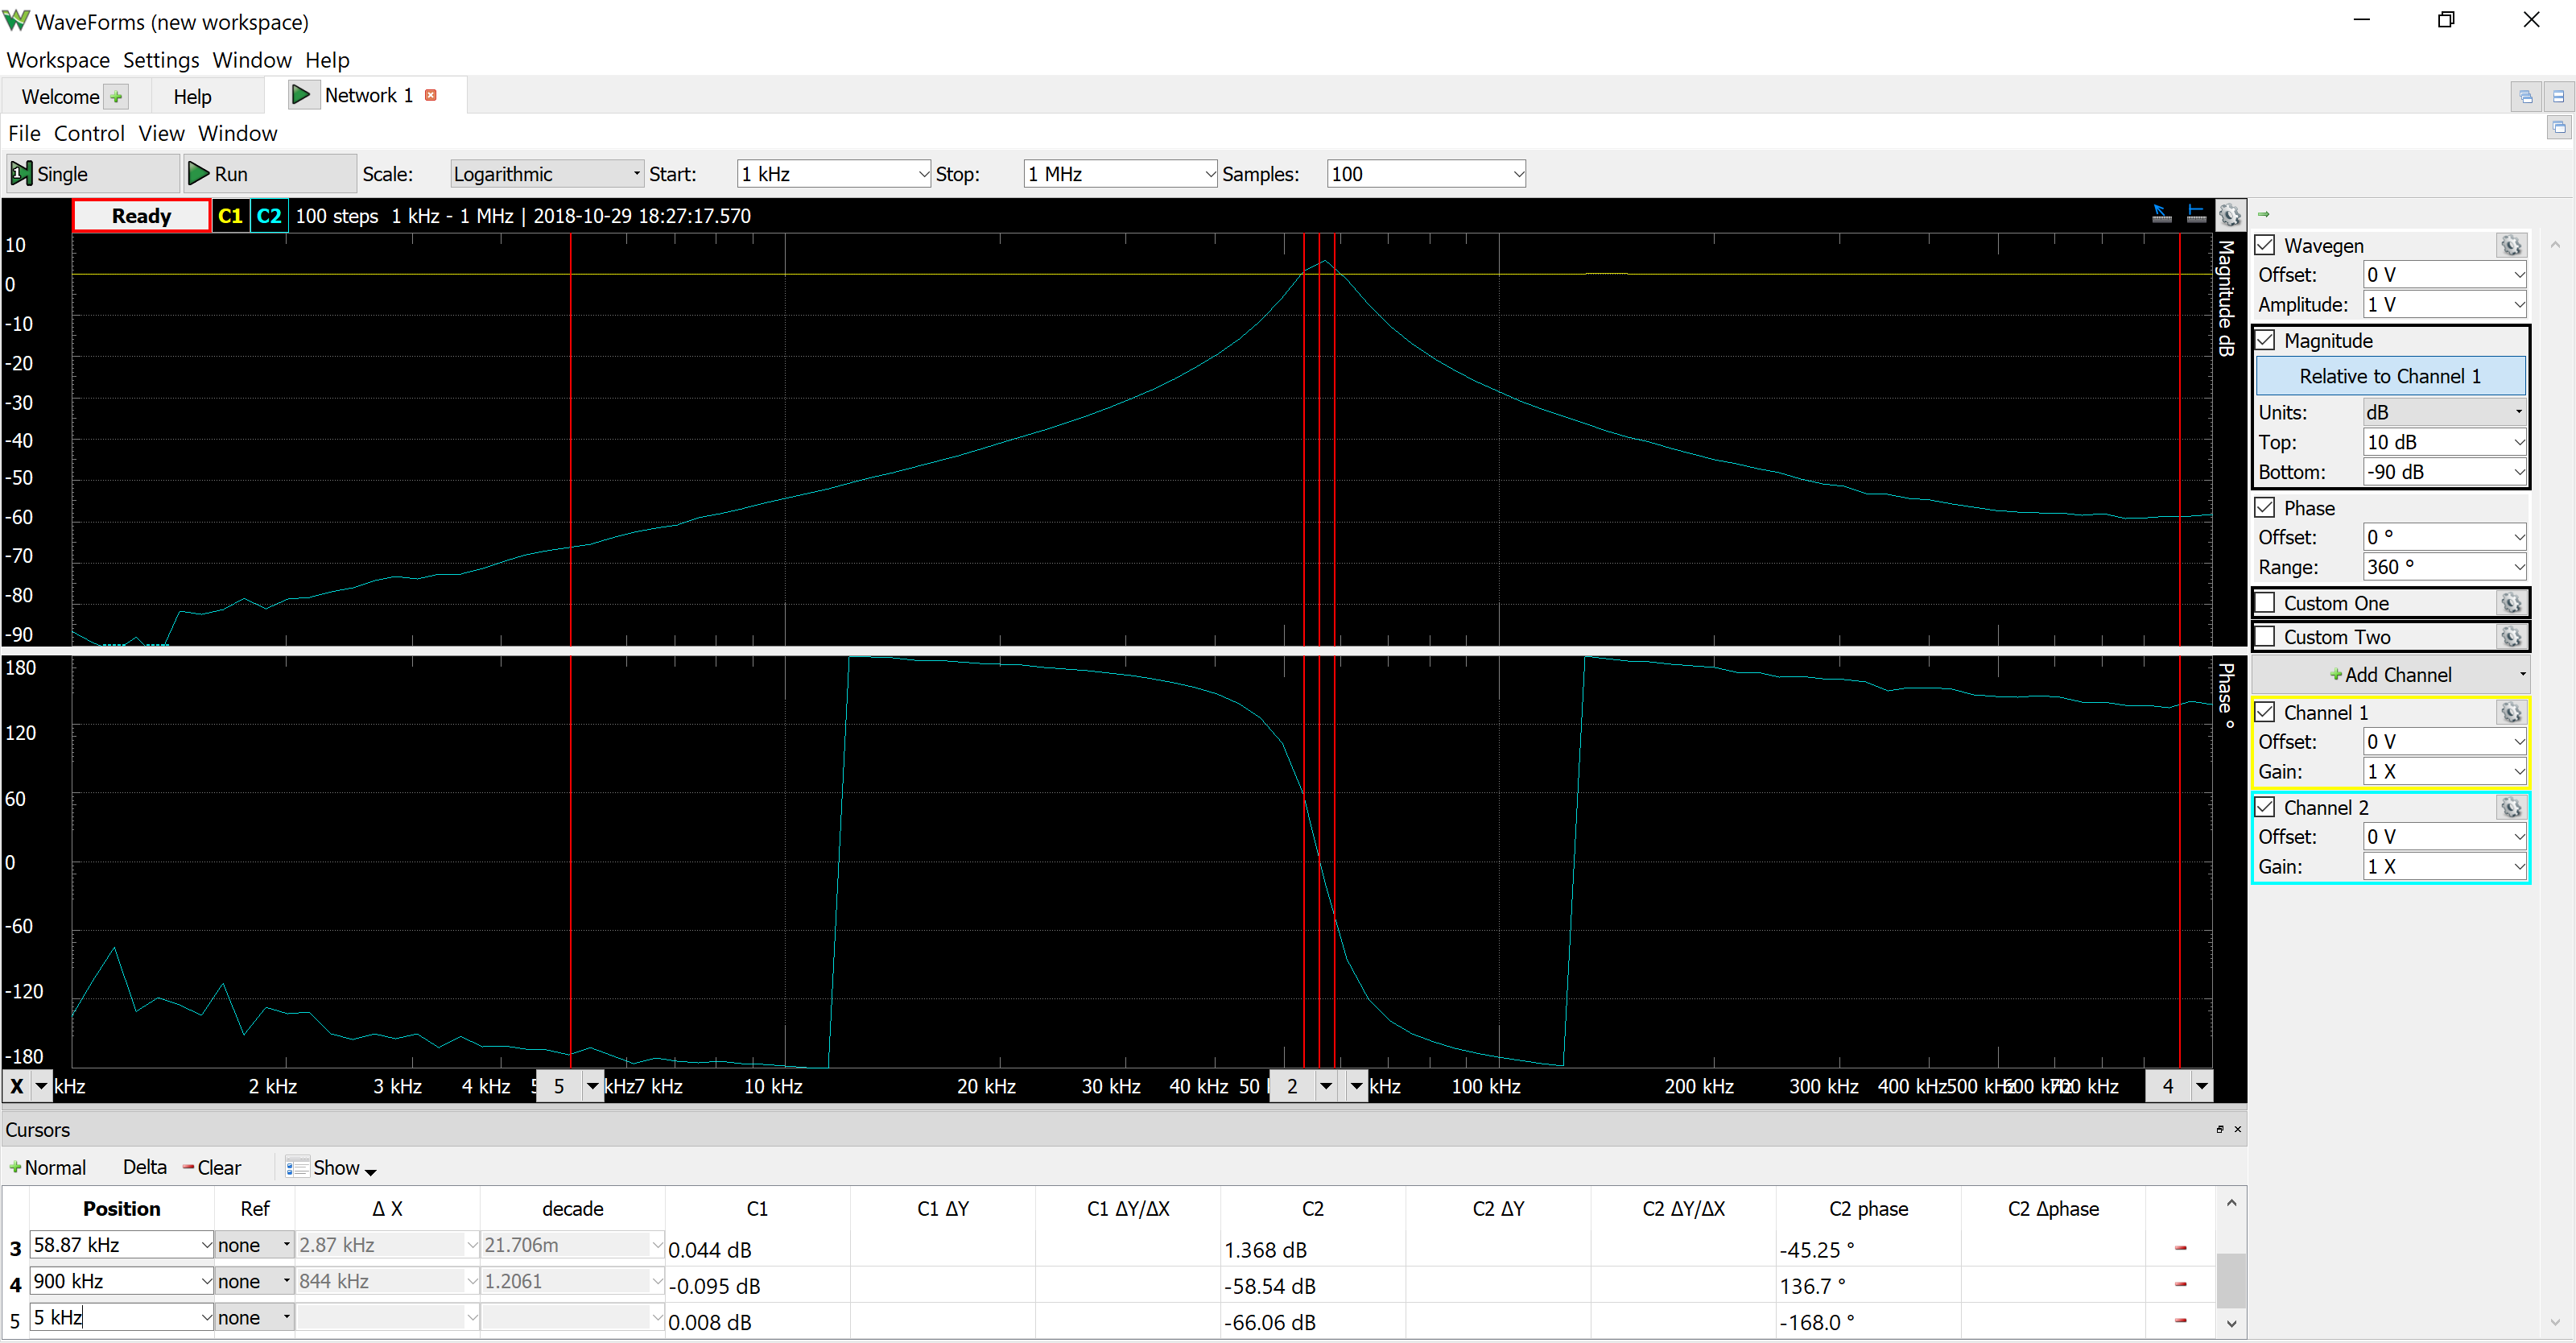 WaveForms (new workspace)
Workspace Settings Window Help
Welcome Help Network 1
File Control View Window
Single Run Scale: Logarithmic Start: 1 kHz Stop: 1 MHz Samples: 100
Ready C1 C2 100 steps 1 kHz - 1 MHz | 2018-10-29 18:27:17.570
10
0
-10
-20
-30
-40
-50
-60
-70
-80
-90
Magnitude dB
180
120
60
0
-60
-120
-180
Phase °
X kHz 2 kHz 3 kHz 4 kHz 5 kHz 7 kHz 10 kHz 20 kHz 30 kHz 40 kHz 50 2 kHz 100 kHz 200 kHz 300 kHz 400 kHz 500 kHz 600 kHz 700 kHz 4
Wavegen
Offset: 0 V
Amplitude: 1 V
Magnitude
Relative to Channel 1
Units: dB
Top: 10 dB
Bottom: -90 dB
Phase
Offset: 0 °
Range: 360 °
Custom One
Custom Two
Add Channel
Channel 1
Offset: 0 V
Gain: 1 X
Channel 2
Offset: 0 V
Gain: 1 X
Cursors
Normal Delta Clear Show
Position Ref Δ X decade C1 C1 ΔY C1 ΔY/ΔX C2 C2 ΔY C2 ΔY/ΔX C2 phase C2 Δphase
3 58.87 kHz none 2.87 kHz 21.706m 0.044 dB 1.368 dB -45.25 °
4 900 kHz none 844 kHz 1.2061 -0.095 dB -58.54 dB 136.7 °
5 5 kHz none 0.008 dB -66.06 dB -168.0 °